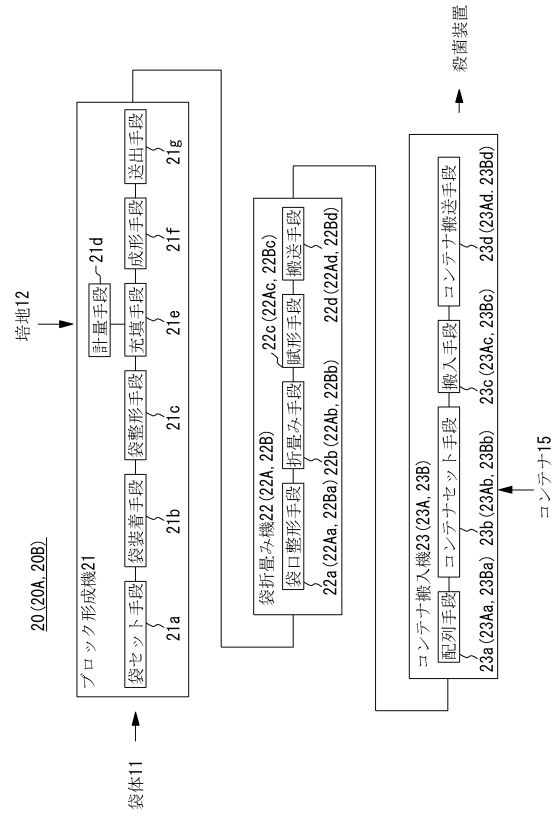 20 (20A, 20B)
培地12
袋体11
ブロック形成機21
計量手段
21d
袋セット手段
袋装着手段
袋整形手段
充填手段
成形手段
送出手段
21a
21b
21c
21e
21f
21g
袋折畳み機22 (22A, 22B)
22c (22Ac, 22Bc)
袋口整形手段
折畳み手段
賦形手段
搬送手段
22a (22Aa, 22Ba)
22b (22Ab, 22Bb)
22d (22Ad, 22Bd)
コンテナ搬入機23 (23A, 23B)
配列手段
コンテナセット手段
搬入手段
コンテナ搬送手段
23a (23Aa, 23Ba)
23b (23Ab, 23Bb)
23c (23Ac, 23Bc)
23d (23Ad. 23Bd)
コンテナ15
殺菌装置